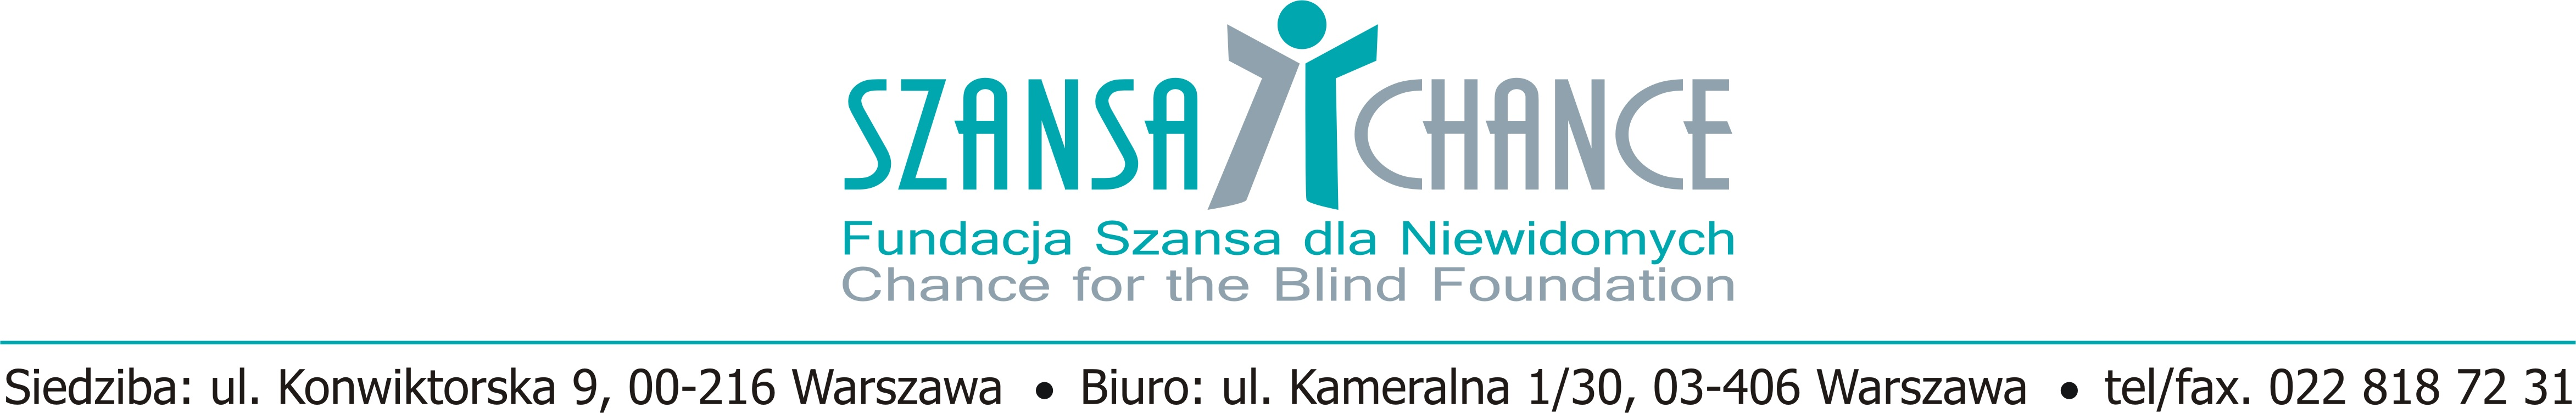 SZANSA CHANCE
Fundacja Szansa dla Niewidomych
Chance for the Blind Foundation
Siedziba: ul. Konwiktorska 9, 00-216 Warszawa • Biuro: ul. Kameralna 1/30, 03-406 Warszawa • tel/fax. 022 818 72 31